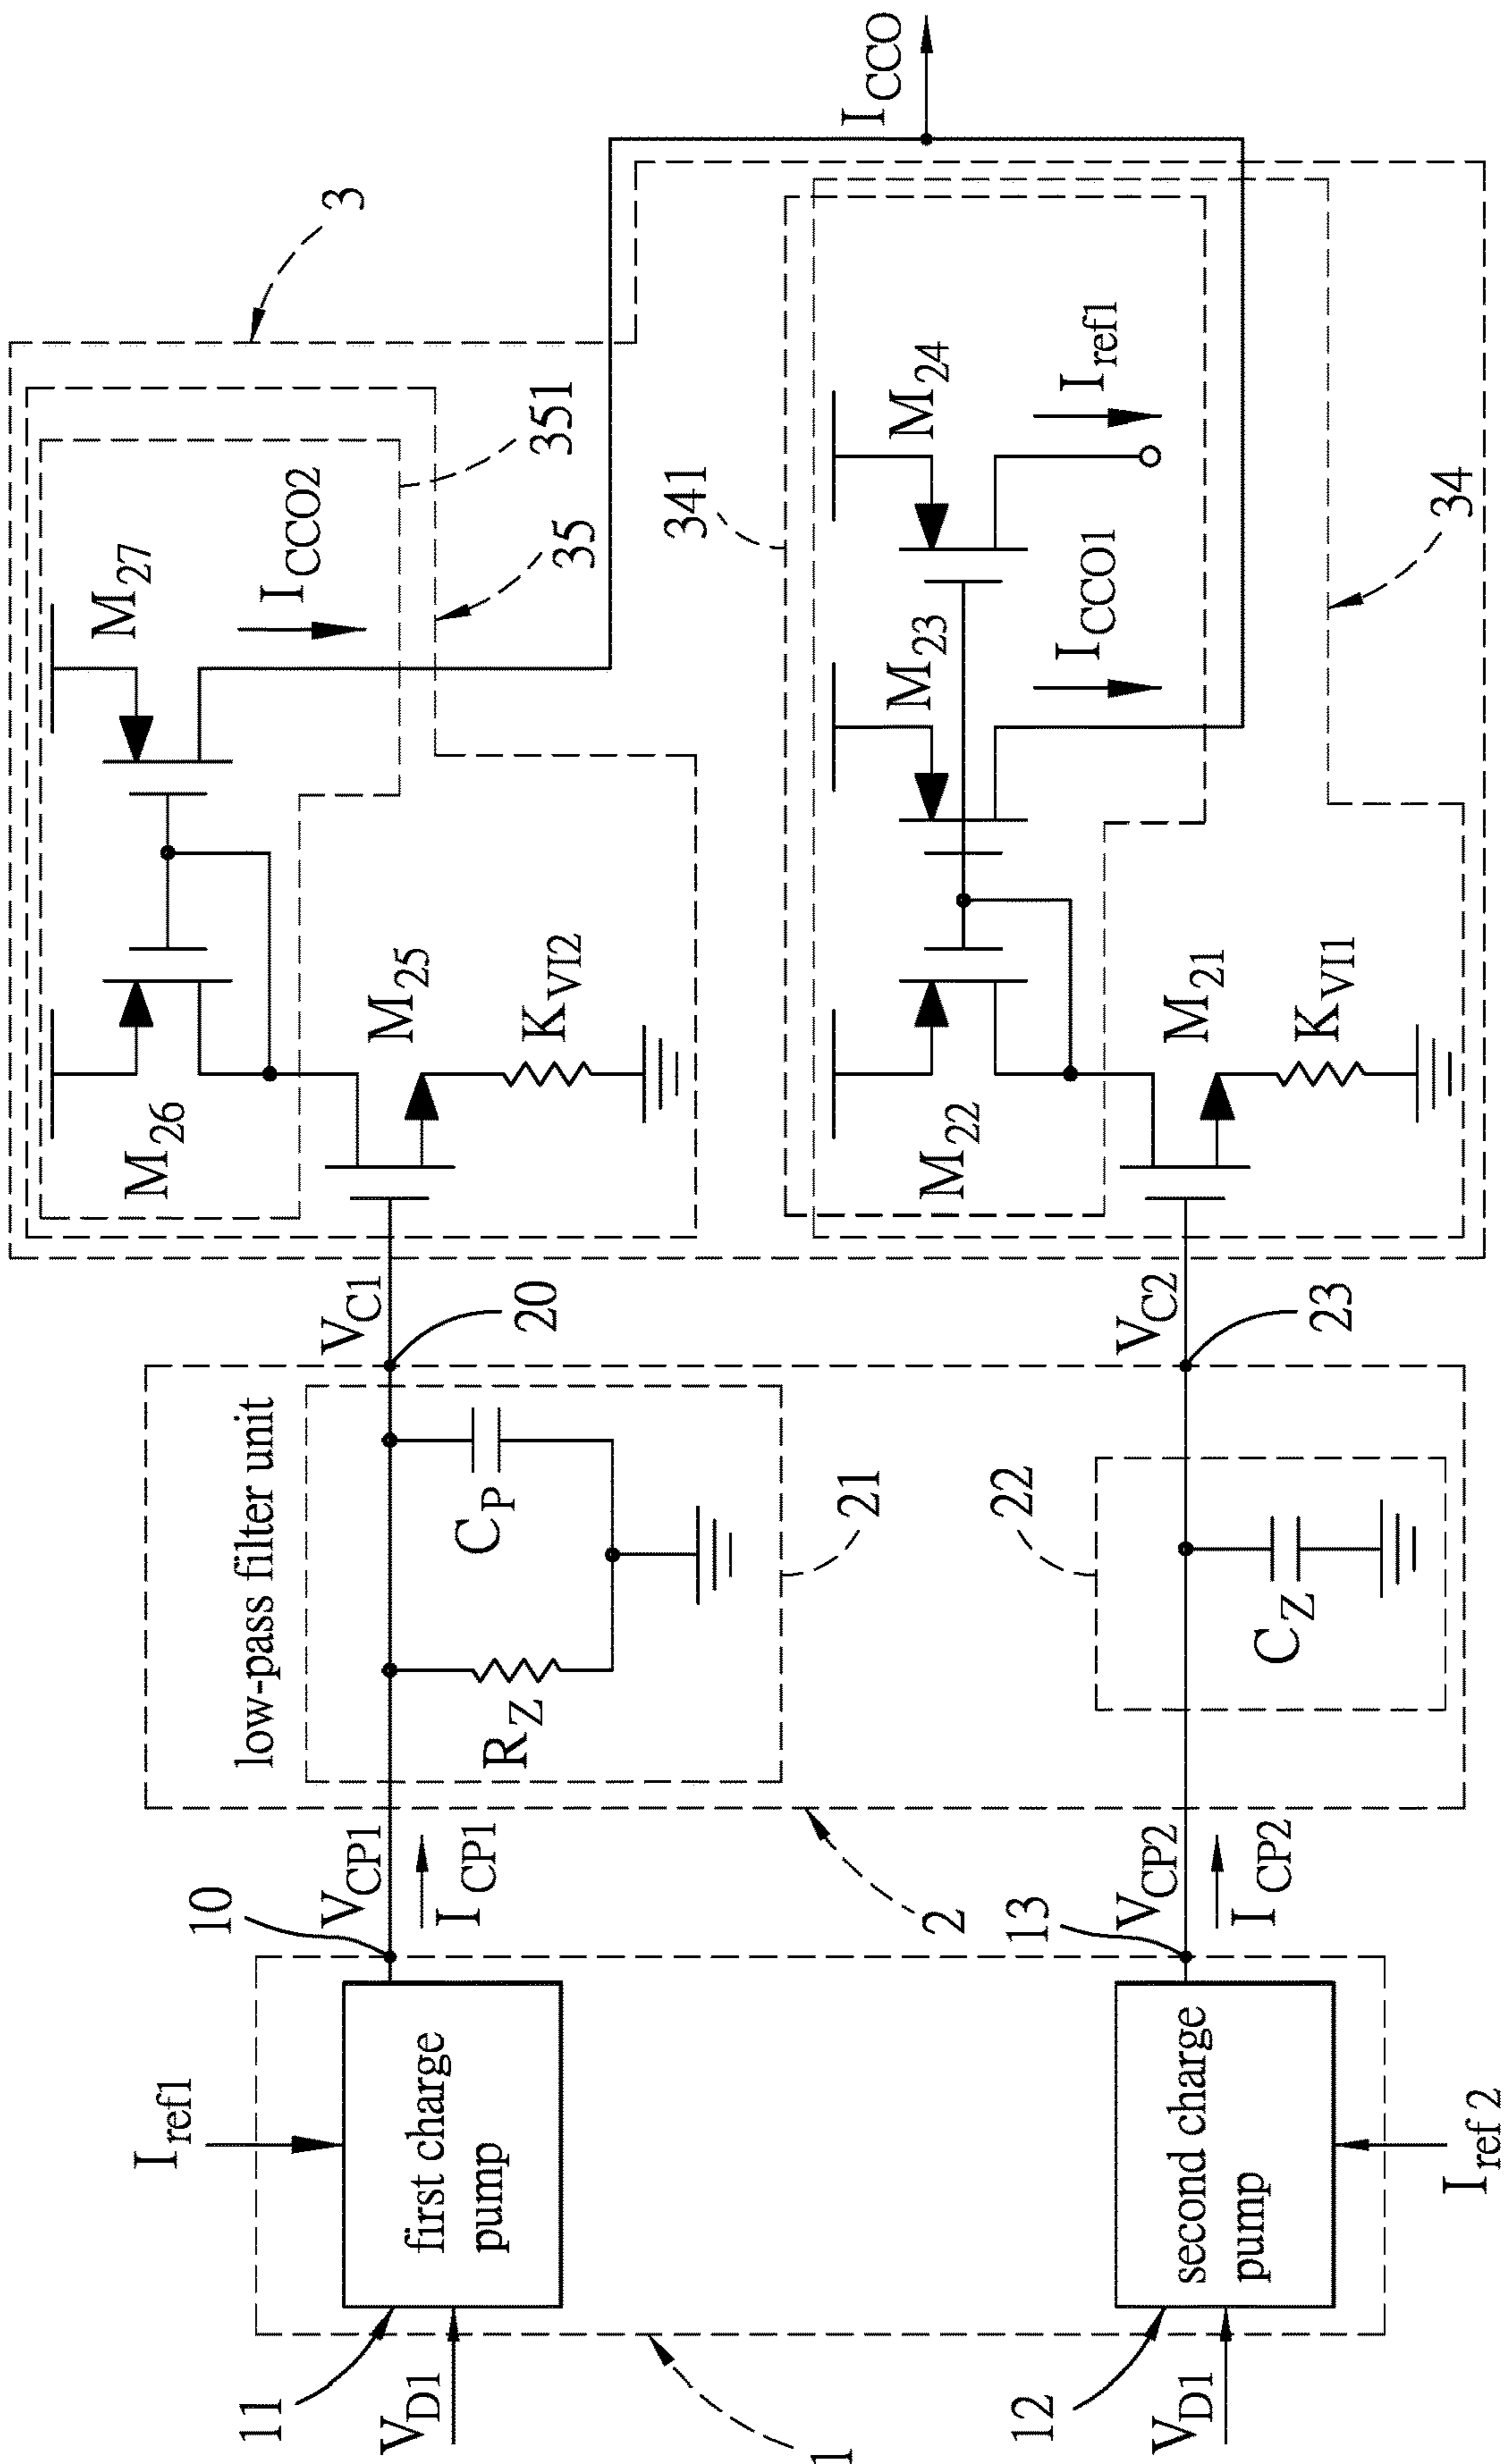 I_ref1
11
V_D1
first charge
pump
10
V_CP1
I_CP1
1
12
V_D1
second charge
pump
13
V_CP2
I_CP2
I_ref 2
low-pass filter unit
R_Z
C_P
21
20
V_C1
2
22
C_Z
23
V_C2
3
M_26
M_27
I_CCO2
351
35
M_25
K_VI2
341
M_22
M_23
M_24
I_CCO1
I_ref1
M_21
K_VI1
34
I_CCO